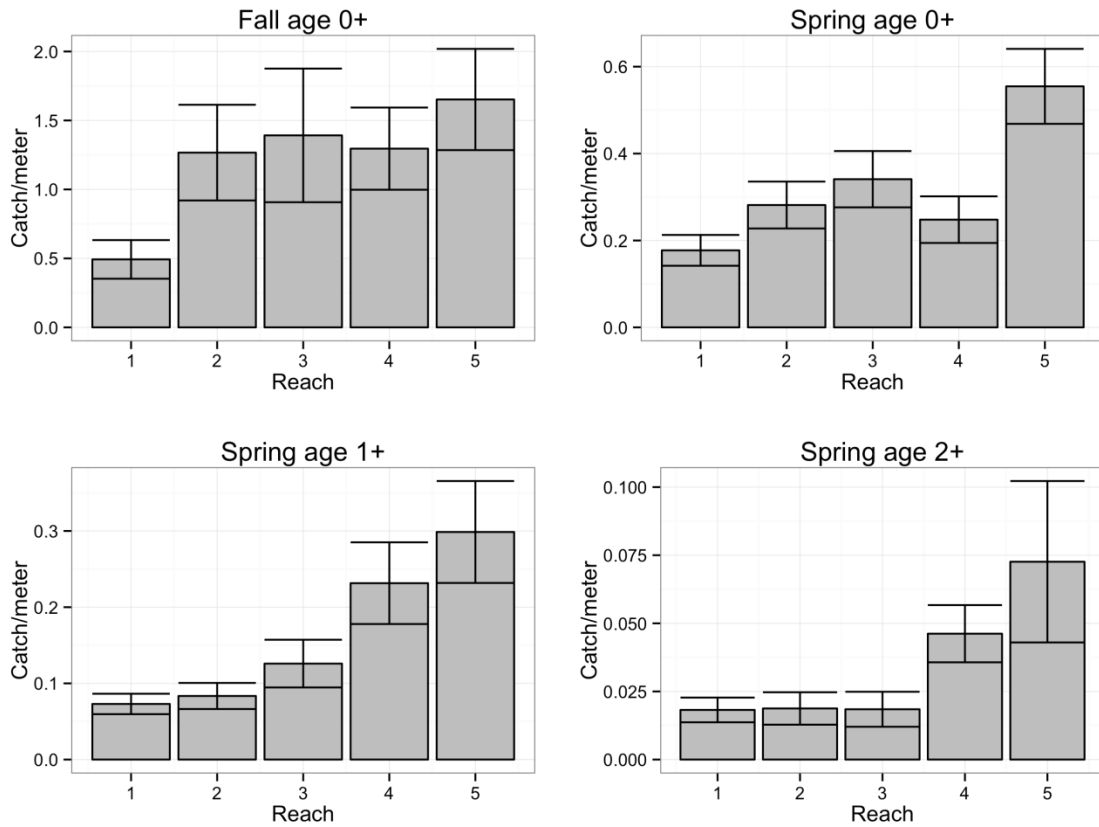 Fall age 0+
Catch/meter
2.0
1.5
1.0
0.5
0.0
1 2 3 4 5
Reach
Spring age 0+
Catch/meter
0.6
0.4
0.2
0.0
1 2 3 4 5
Reach
Spring age 1+
Catch/meter
0.3
0.2
0.1
0.0
1 2 3 4 5
Reach
Spring age 2+
Catch/meter
0.100
0.075
0.050
0.025
0.000
1 2 3 4 5
Reach